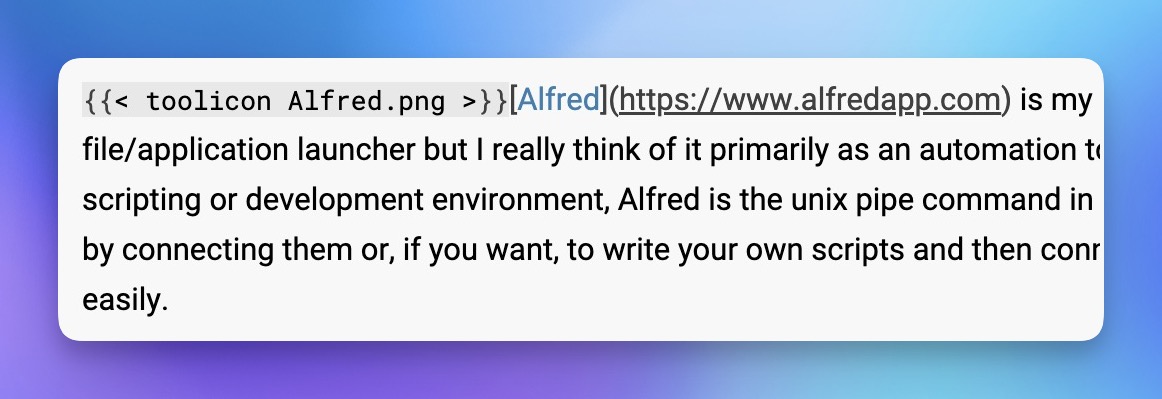 {{< toolicon Alfred.png >}}[Alfred](https://www.alfredapp.com) is my
file/application launcher but I really think of it primarily as an automation
scripting or development environment, Alfred is the unix pipe command in
by connecting them or, if you want, to write your own scripts and then
easily.